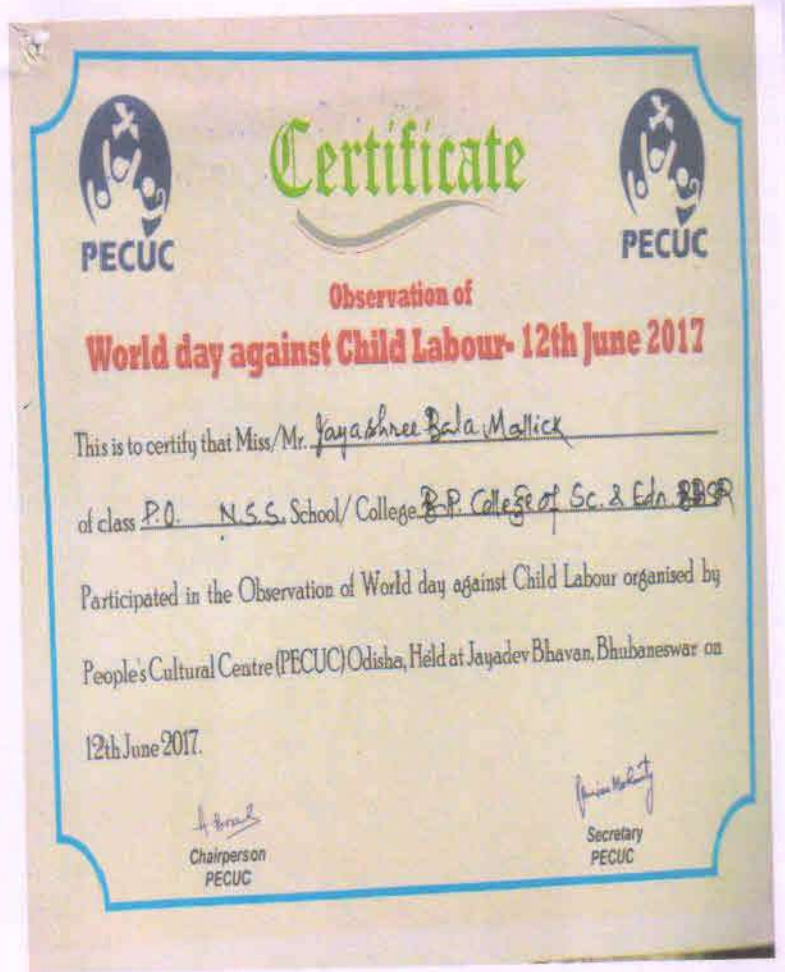 PECUC
Certificate
PECUC
Observation of
World day against Child Labour- 12th June 2017
This is to certify that Miss/Mr. Jayashree Bala Mallick
of class P.O. N.S.S. School/ College B.P. College of Sc. & Edn. BBSR
Participated in the Observation of World day against Child Labour organised by
People's Cultural Centre (PECUC) Odisha, Held at Jayadev Bhavan, Bhubaneswar on
12th June 2017.
Chairperson
PECUC
Secretary
PECUC